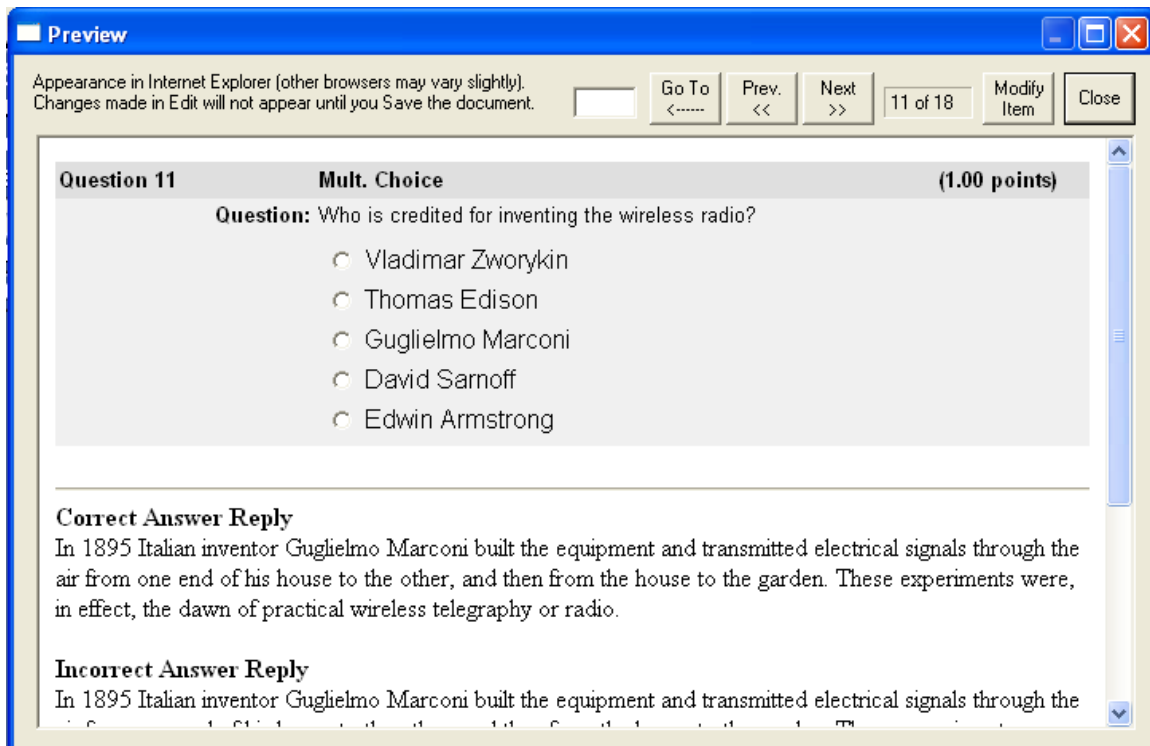 Preview
Appearance in Internet Explorer (other browsers may vary slightly).
Changes made in Edit will not appear until you Save the document.
Go To
<------
Prev.
<<
Next
>>
11 of 18
Modify
Item
Close
Question 11 Mult. Choice (1.00 points)
Question: Who is credited for inventing the wireless radio?
Vladimar Zworykin
Thomas Edison
Guglielmo Marconi
David Sarnoff
Edwin Armstrong
Correct Answer Reply
In 1895 Italian inventor Guglielmo Marconi built the equipment and transmitted electrical signals through the
air from one end of his house to the other, and then from the house to the garden. These experiments were,
in effect, the dawn of practical wireless telegraphy or radio.
Incorrect Answer Reply
In 1895 Italian inventor Guglielmo Marconi built the equipment and transmitted electrical signals through the